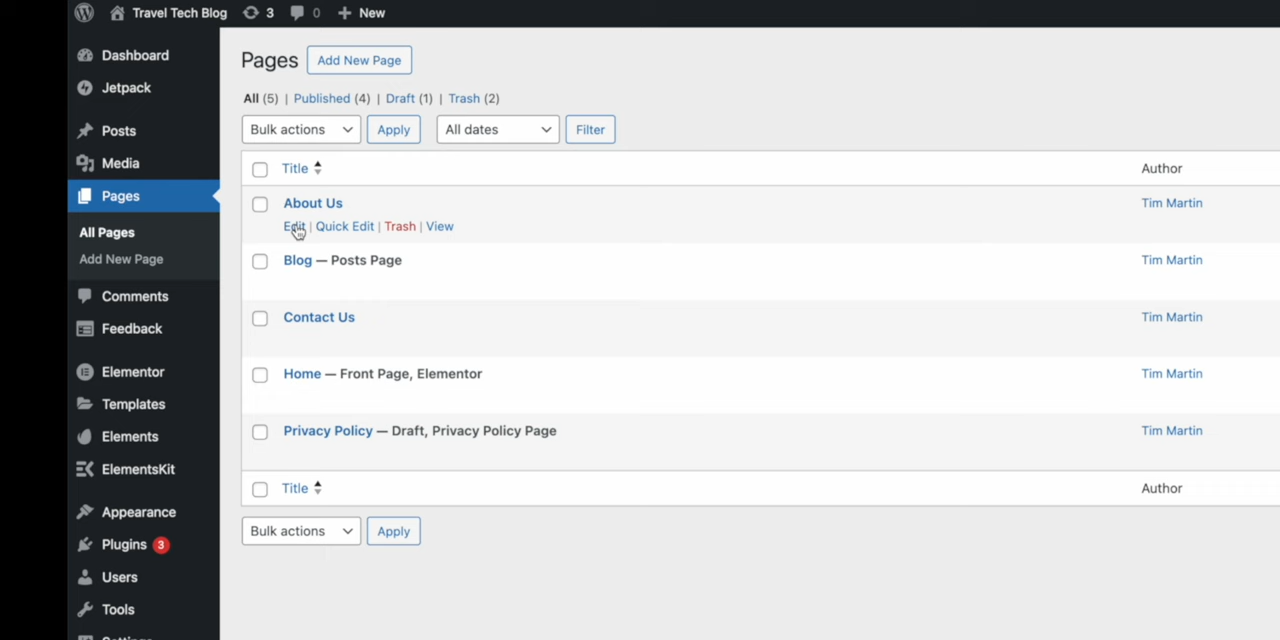 Travel Tech Blog 3 0 New
Dashboard
Jetpack
Posts
Media
Pages
All Pages
Add New Page
Comments
Feedback
Elementor
Templates
Elements
ElementsKit
Appearance
Plugins 3
Users
Tools
Settings
Pages Add New Page
All (5) | Published (4) | Draft (1) | Trash (2)
Bulk actions Apply All dates Filter
Title Author
About Us Tim Martin
Edit | Quick Edit | Trash | View
Blog — Posts Page Tim Martin
Contact Us Tim Martin
Home — Front Page, Elementor Tim Martin
Privacy Policy — Draft, Privacy Policy Page Tim Martin
Title Author
Bulk actions Apply